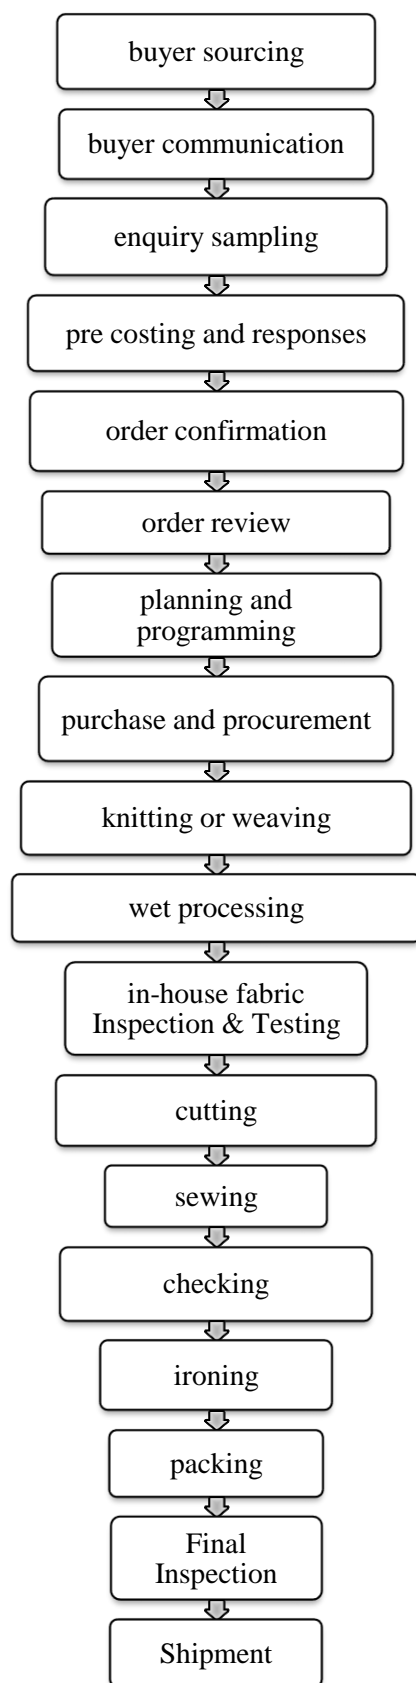 buyer sourcing
buyer communication
enquiry sampling
pre costing and responses
order confirmation
order review
planning and
programming
purchase and procurement
knitting or weaving
wet processing
in-house fabric
Inspection & Testing
cutting
sewing
checking
ironing
packing
Final
Inspection
Shipment